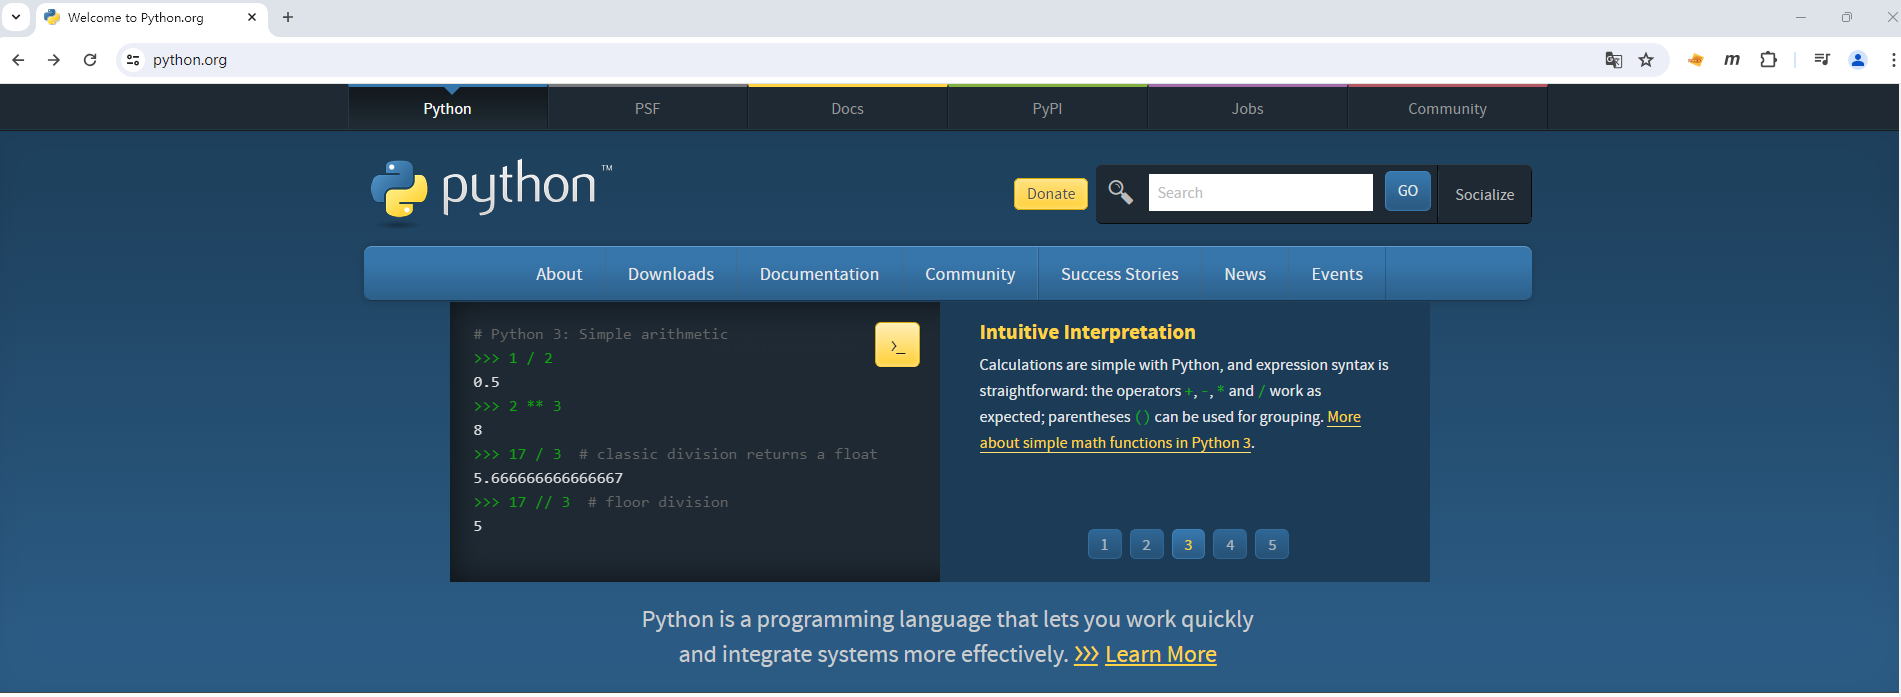 Welcome to Python.org
python.org
Python PSF Docs PyPI Jobs Community
python™
Donate Search GO Socialize
About Downloads Documentation Community Success Stories News Events
# Python 3: Simple arithmetic
>>> 1 / 2
0.5
>>> 2 ** 3
8
>>> 17 / 3  # classic division returns a float
5.666666666666667
>>> 17 // 3  # floor division
5
>_
Intuitive Interpretation
Calculations are simple with Python, and expression syntax is
straightforward: the operators +, -, * and / work as
expected; parentheses () can be used for grouping. More
about simple math functions in Python 3.
1 2 3 4 5
Python is a programming language that lets you work quickly
and integrate systems more effectively. >>> Learn More